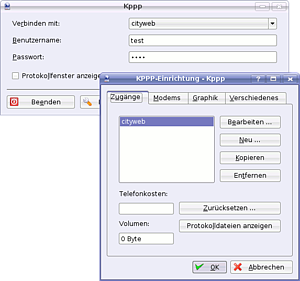 Kppp
Verbinden mit: cityweb
Benutzername: test
Passwort: ••••
Protokollfenster anzeige
Beenden
KPPP-Einrichtung - Kppp
Zugänge Modems Graphik Verschiedenes
cityweb
Bearbeiten ...
Neu ...
Kopieren
Entfernen
Telefonkosten:
Zurücksetzen ...
Volumen:
Protokolldateien anzeigen
0 Byte
OK Abbrechen